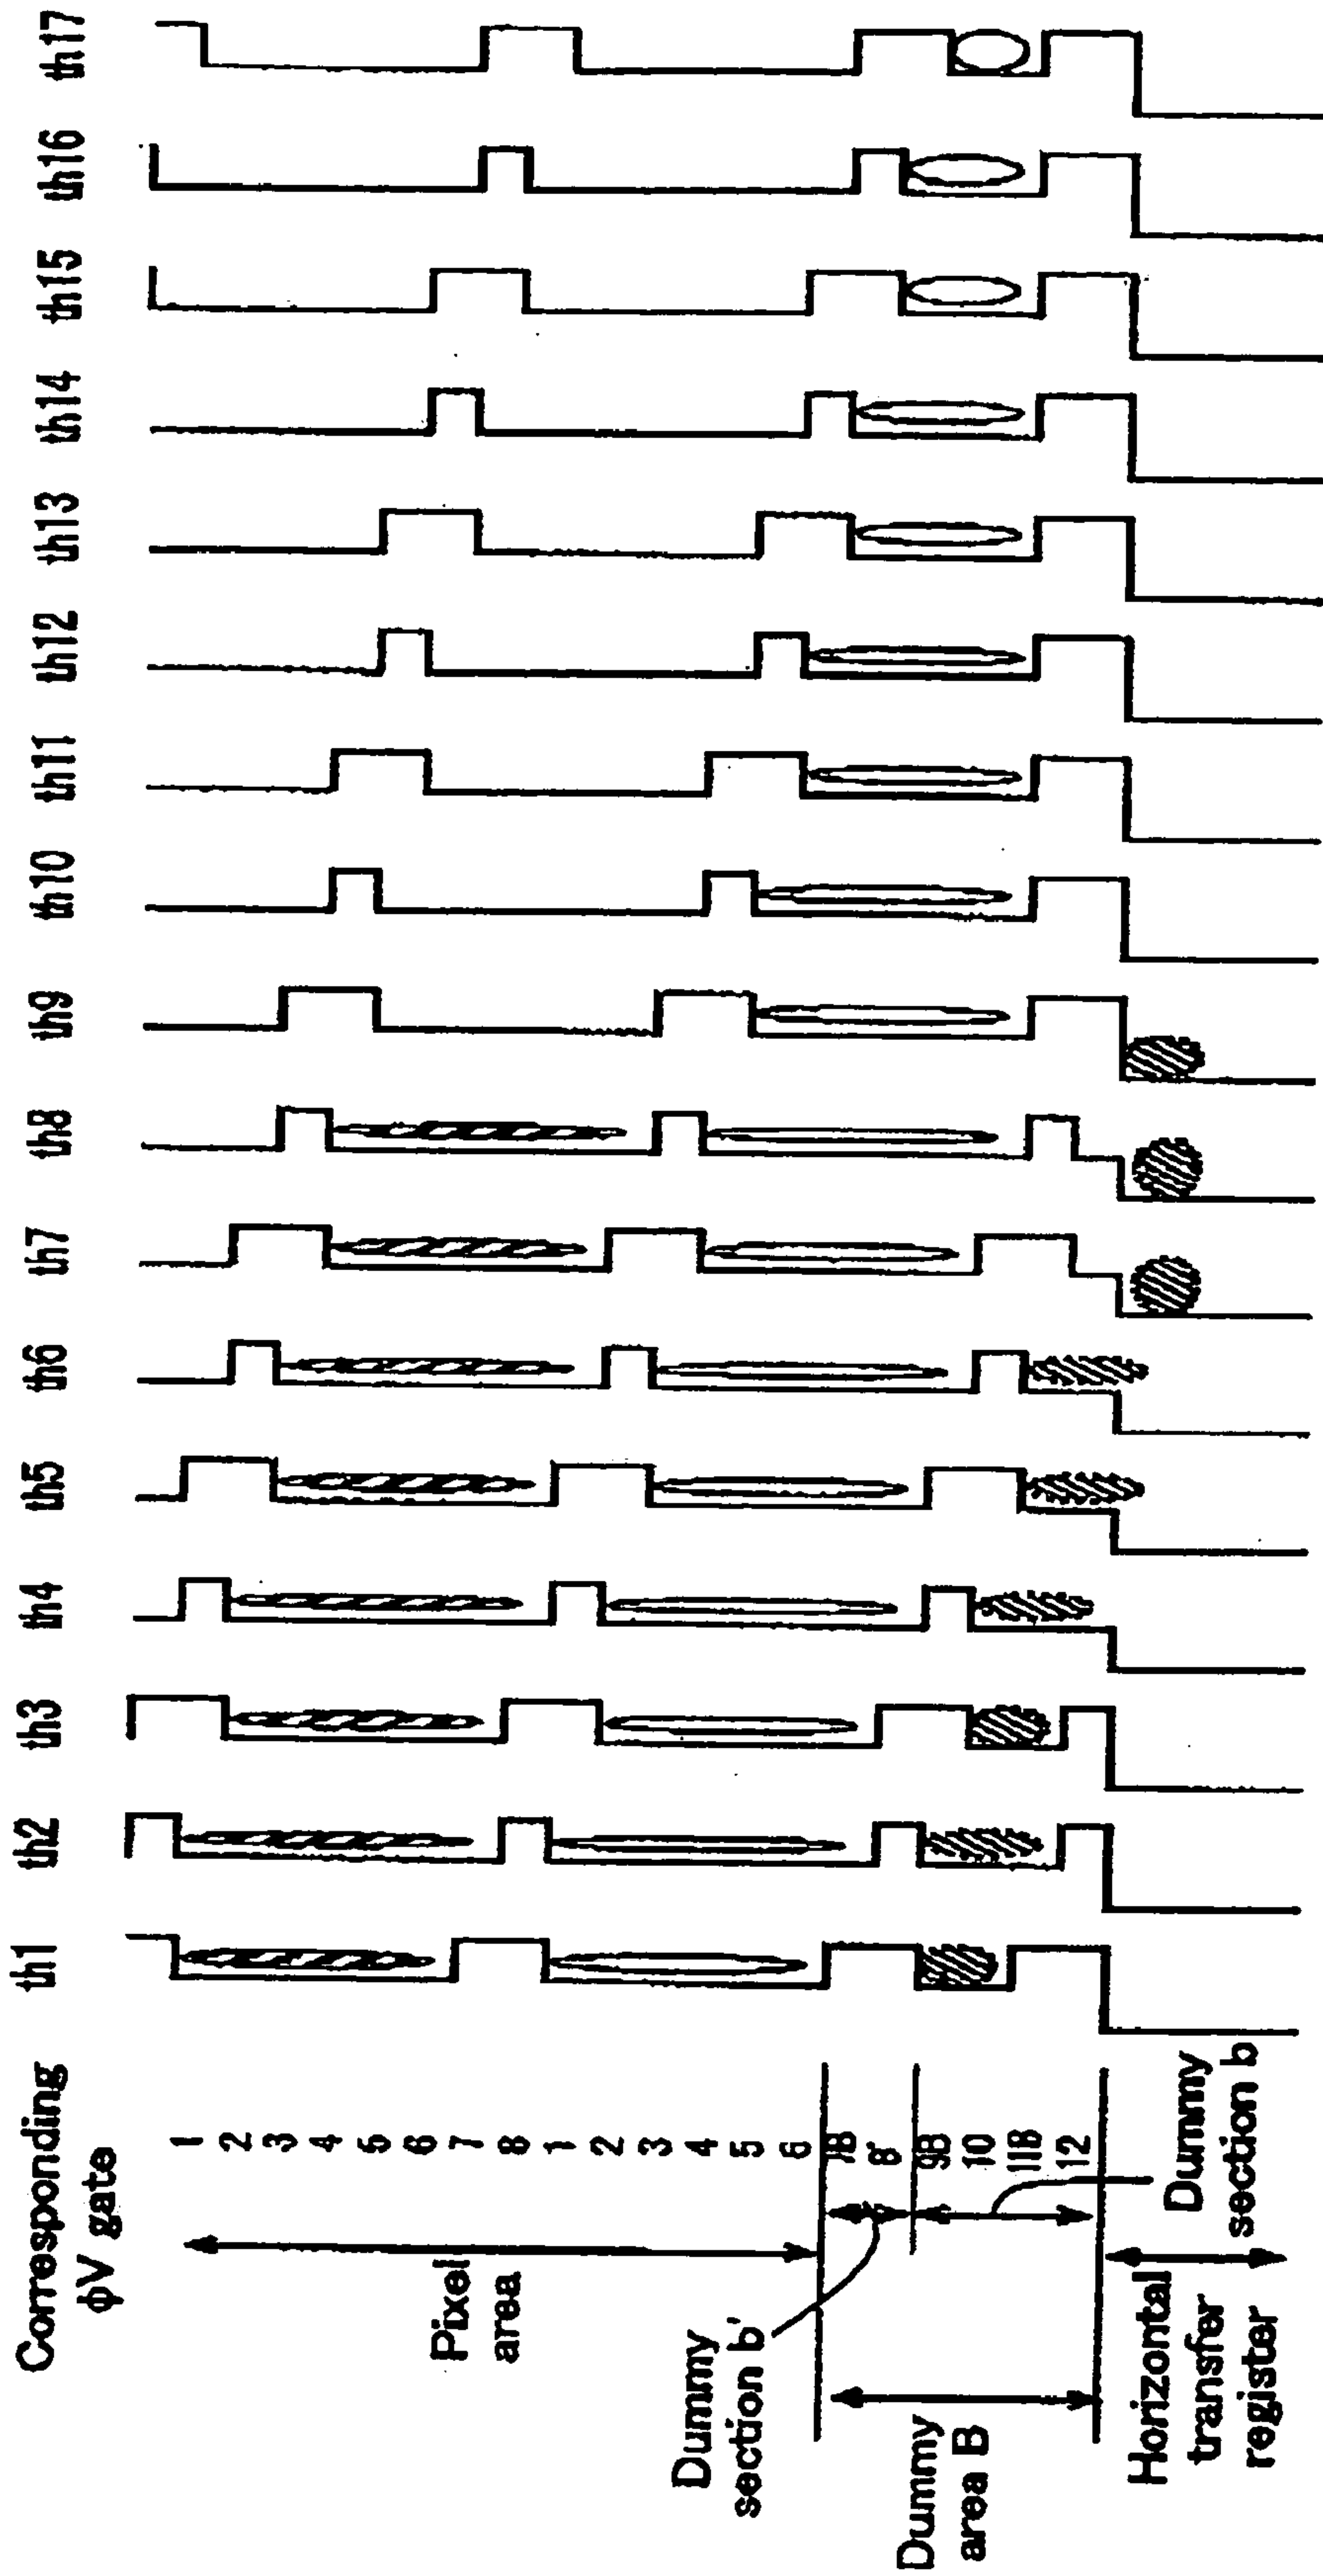 th17
th16
th15
th14
th13
th12
th11
th10
th9
th8
th7
th6
th5
th4
th3
th2
th1
Corresponding
ϕV gate
1
2
3
4
5
6
7
8
1
2
3
4
5
6
7B
8'
9B
10
11B
12
Pixel
area
Dummy
section b'
Dummy
area B
Dummy
section b
Horizontal
transfer
register